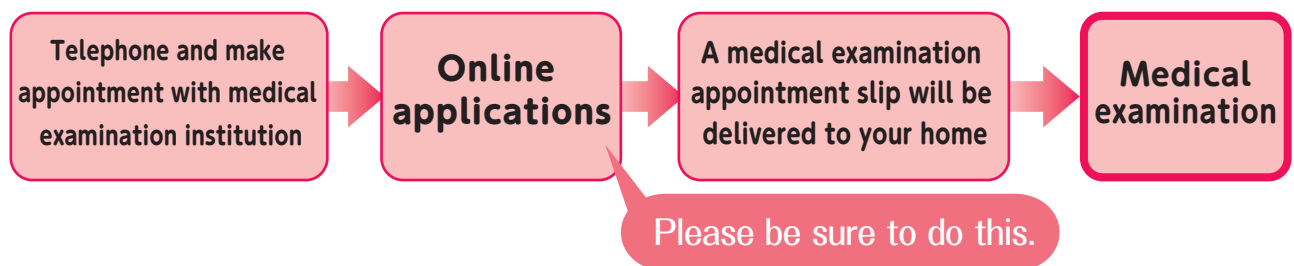 Telephone and make
appointment with medical
examination institution
Online
applications
A medical examination
appointment slip will be
delivered to your home
Medical
examination
Please be sure to do this.